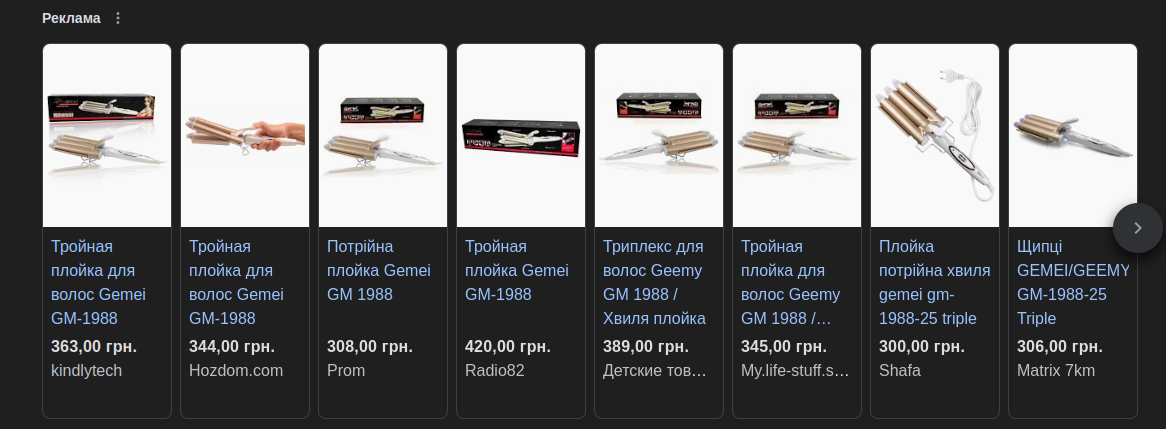 Реклама
Тройная
плойка для
волос Gemei
GM-1988
363,00 грн.
kindlytech
Тройная
плойка для
волос Gemei
GM-1988
344,00 грн.
Hozdom.com
Потрійна
плойка Gemei
GM 1988
308,00 грн.
Prom
Тройная
плойка Gemei
GM-1988
420,00 грн.
Radio82
Триплекс для
волос Geemy
GM 1988 /
Хвиля плойка
389,00 грн.
Детские тов...
Тройная
плойка для
волос Geemy
GM 1988 /...
345,00 грн.
My.life-stuff.s...
Плойка
потрійна хвиля
gemei gm-
1988-25 triple
300,00 грн.
Shafa
Щипці
GEMEI/GEEMY
GM-1988-25
Triple
306,00 грн.
Matrix 7km